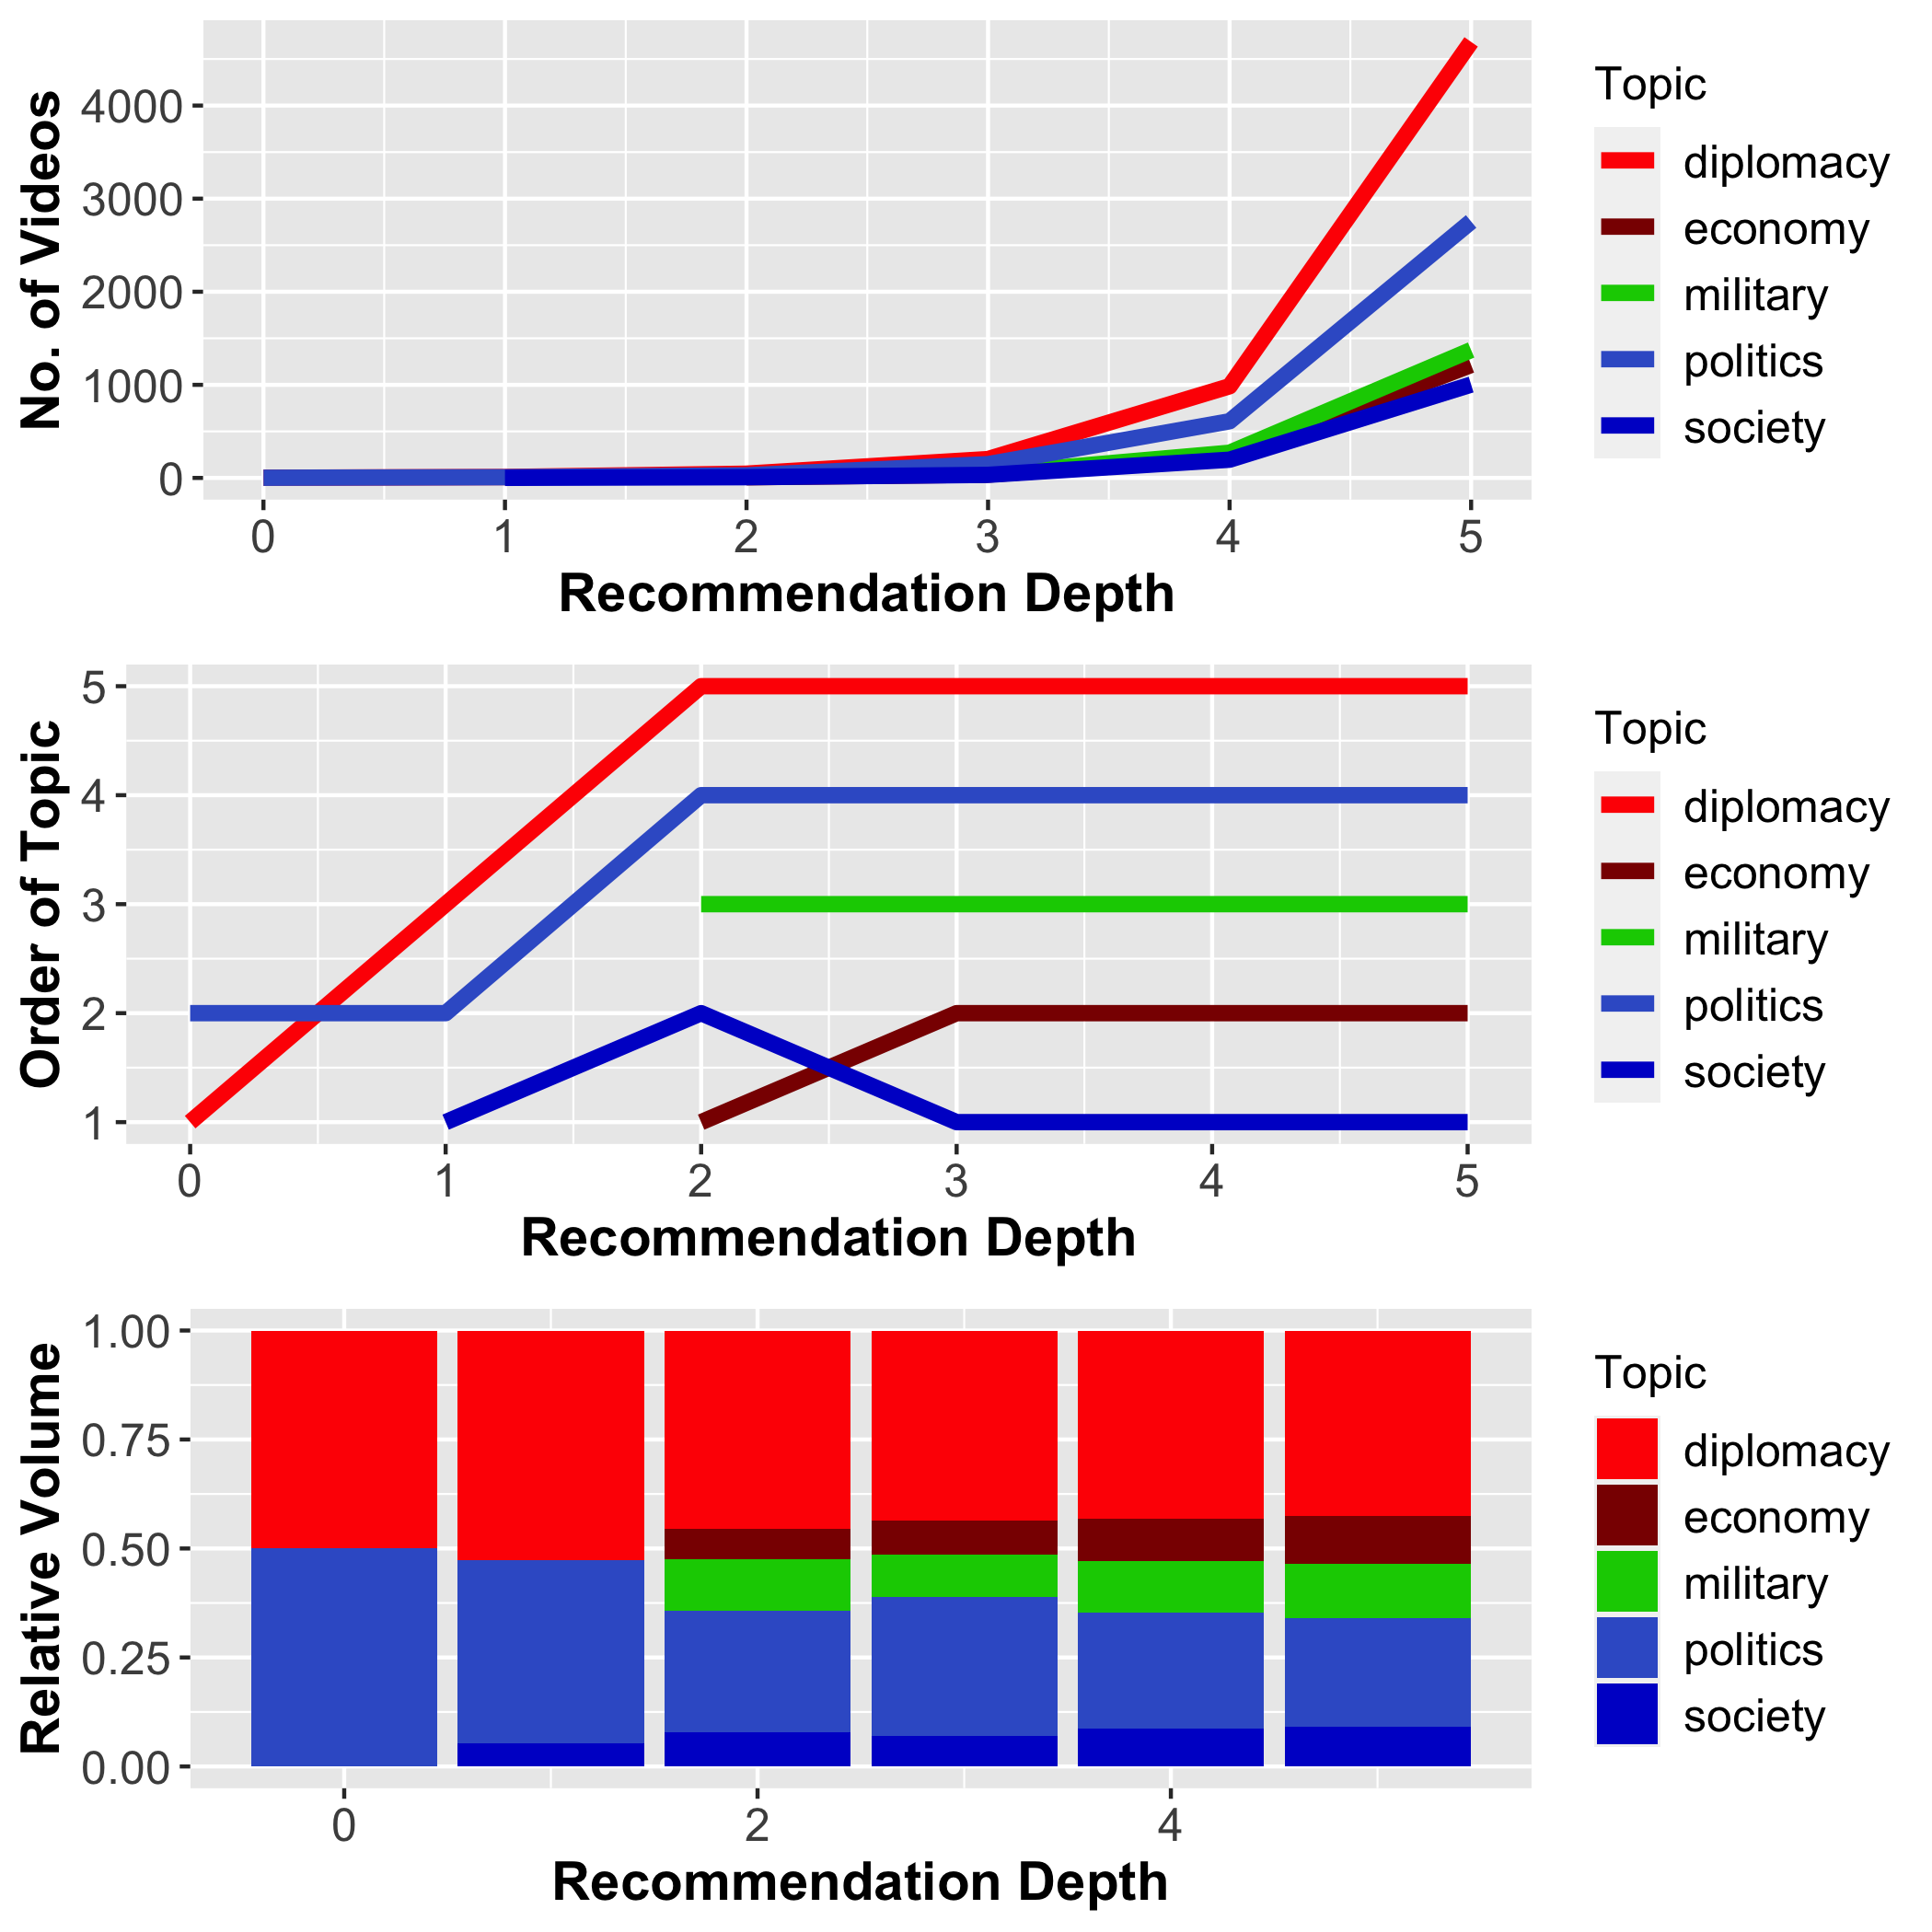 No. of Videos
4000
3000
2000
1000
0
0 1 2 3 4 5
Recommendation Depth
Topic
diplomacy
economy
military
politics
society
Order of Topic
5
4
3
2
1
0 1 2 3 4 5
Recommendation Depth
Topic
diplomacy
economy
military
politics
society
Relative Volume
1.00
0.75
0.50
0.25
0.00
0 2 4
Recommendation Depth
Topic
diplomacy
economy
military
politics
society